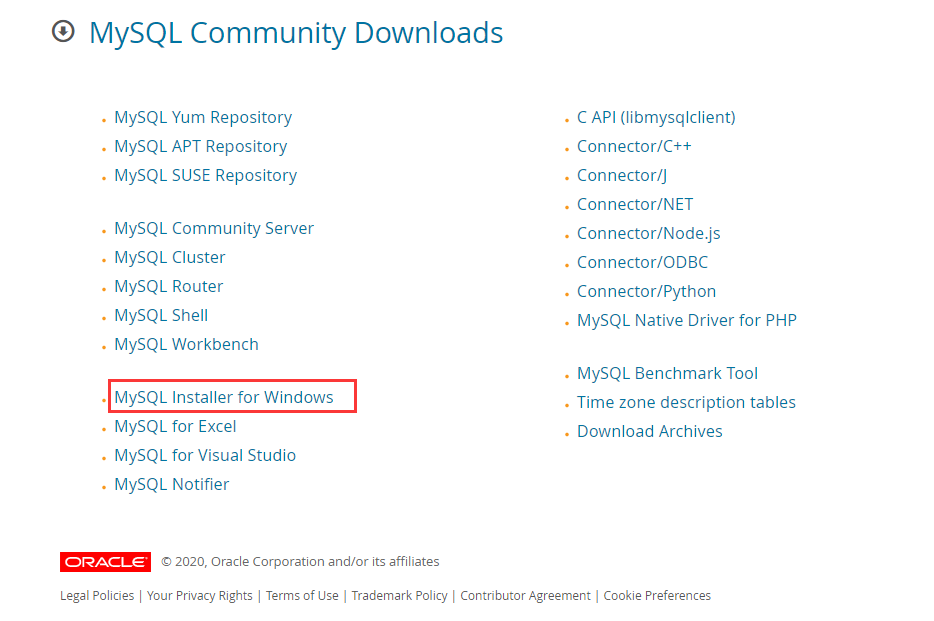 MySQL Community Downloads
MySQL Yum Repository
MySQL APT Repository
MySQL SUSE Repository
MySQL Community Server
MySQL Cluster
MySQL Router
MySQL Shell
MySQL Workbench
MySQL Installer for Windows
MySQL for Excel
MySQL for Visual Studio
MySQL Notifier
C API (libmysqlclient)
Connector/C++
Connector/J
Connector/NET
Connector/Node.js
Connector/ODBC
Connector/Python
MySQL Native Driver for PHP
MySQL Benchmark Tool
Time zone description tables
Download Archives
ORACLE® © 2020, Oracle Corporation and/or its affiliates
Legal Policies | Your Privacy Rights | Terms of Use | Trademark Policy | Contributor Agreement | Cookie Preferences